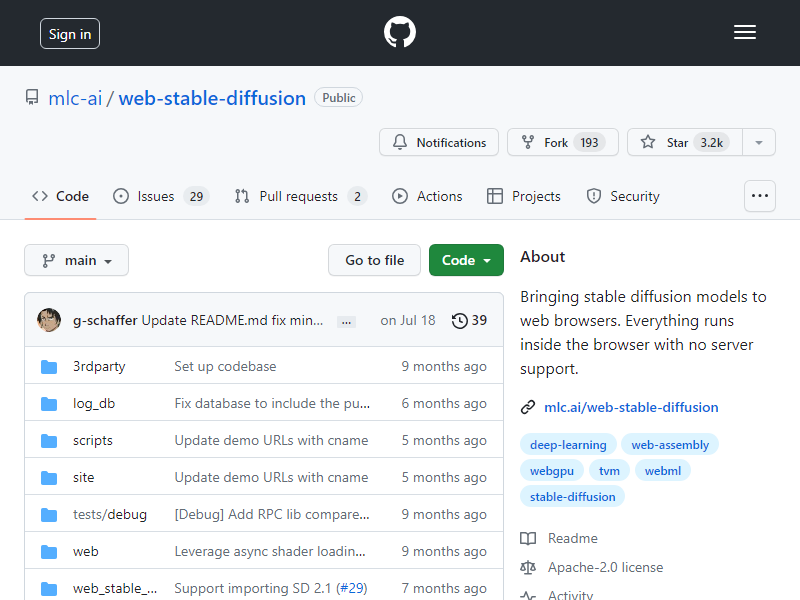 Sign in
mlc-ai / web-stable-diffusion Public
Notifications Fork 193 Star 3.2k
Code Issues 29 Pull requests 2 Actions Projects Security ...
main Go to file Code
g-schaffer Update README.md fix min... ... on Jul 18 39
3rdparty Set up codebase 9 months ago
log_db Fix database to include the pu... 6 months ago
scripts Update demo URLs with cname 5 months ago
site Update demo URLs with cname 5 months ago
tests/debug [Debug] Add RPC lib compare... 9 months ago
web Leverage async shader loadin... 9 months ago
web_stable_... Support importing SD 2.1 (#29) 7 months ago
About
Bringing stable diffusion models to
web browsers. Everything runs
inside the browser with no server
support.
mlc.ai/web-stable-diffusion
deep-learning web-assembly
webgpu tvm webml
stable-diffusion
Readme
Apache-2.0 license
Activity